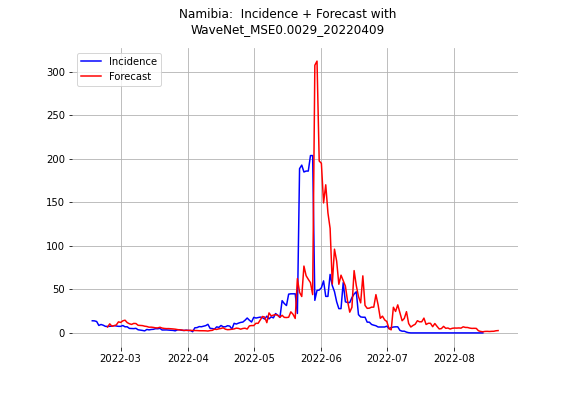 Namibia:  Incidence + Forecast with
WaveNet_MSE0.0029_20220409
Incidence
Forecast
300
250
200
150
100
50
0
2022-03 2022-04 2022-05 2022-06 2022-07 2022-08